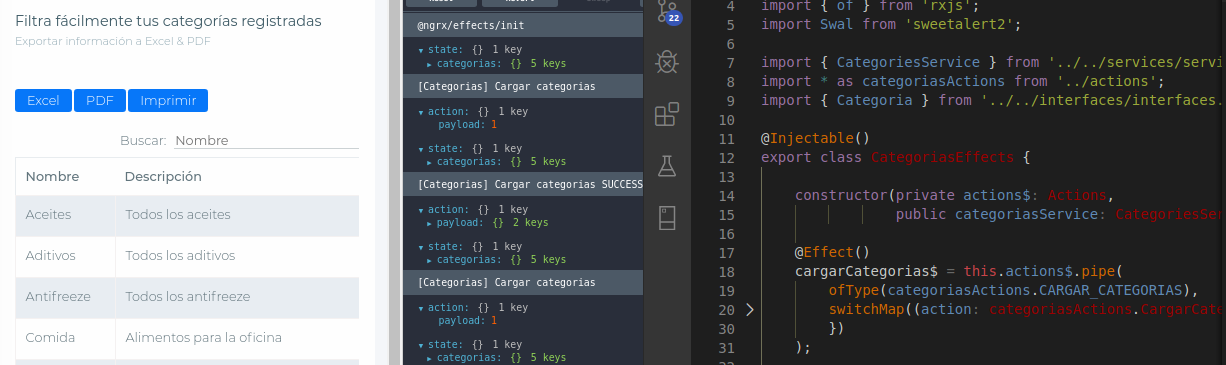 Filtra fácilmente tus categorías registradas
Exportar información a Excel & PDF
Excel
PDF
Imprimir
Buscar: Nombre
Nombre Descripción
Aceites Todos los aceites
Aditivos Todos los aditivos
Antifreeze Todos los antifreeze
Comida Alimentos para la oficina
@ngrx/effects/init
state: {} 1 key
categorias: {} 5 keys
[Categorias] Cargar categorias
action: {} 1 key
payload: 1
state: {} 1 key
categorias: {} 5 keys
[Categorias] Cargar categorias SUCCESS
action: {} 1 key
payload: {} 2 keys
state: {} 1 key
categorias: {} 5 keys
[Categorias] Cargar categorias
action: {} 1 key
payload: 1
state: {} 1 key
categorias: {} 5 keys
22
4 import { of } from 'rxjs';
5 import Swal from 'sweetalert2';
6
7 import { CategoriesService } from '../../services/servi
8 import * as categoriasActions from '../actions';
9 import { Categoria } from '../../interfaces/interfaces.
10
11 @Injectable()
12 export class CategoriasEffects {
13
14 constructor(private actions$: Actions,
15 public categoriasService: CategoriesSer
16
17 @Effect()
18 cargarCategorias$ = this.actions$.pipe(
19 ofType(categoriasActions.CARGAR_CATEGORIAS),
20 switchMap((action: categoriasActions.CargarCat
30 })
31 );